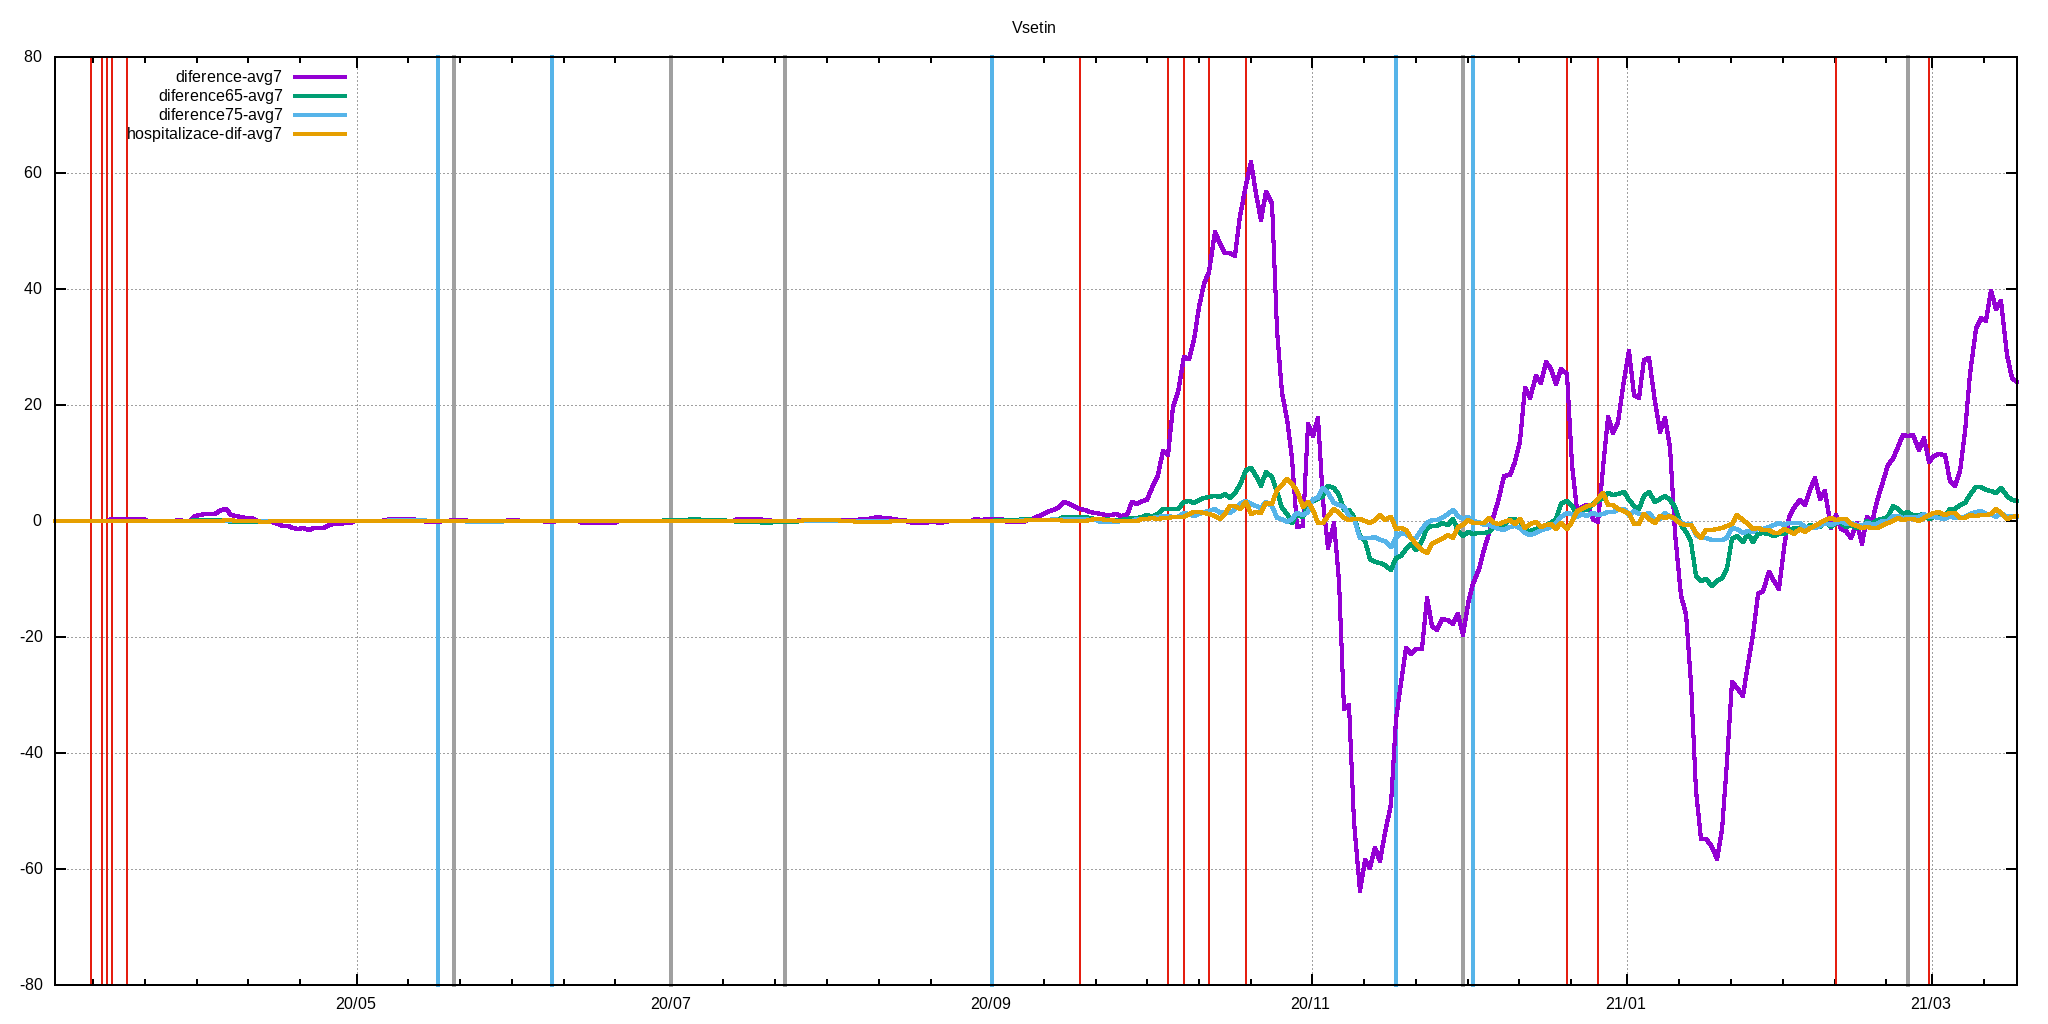 Vsetin
80
60
40
20
0
-20
-40
-60
-80
diference-avg7
diference65-avg7
diference75-avg7
hospitalizace-dif-avg7
20/05 20/07 20/09 20/11 21/01 21/03